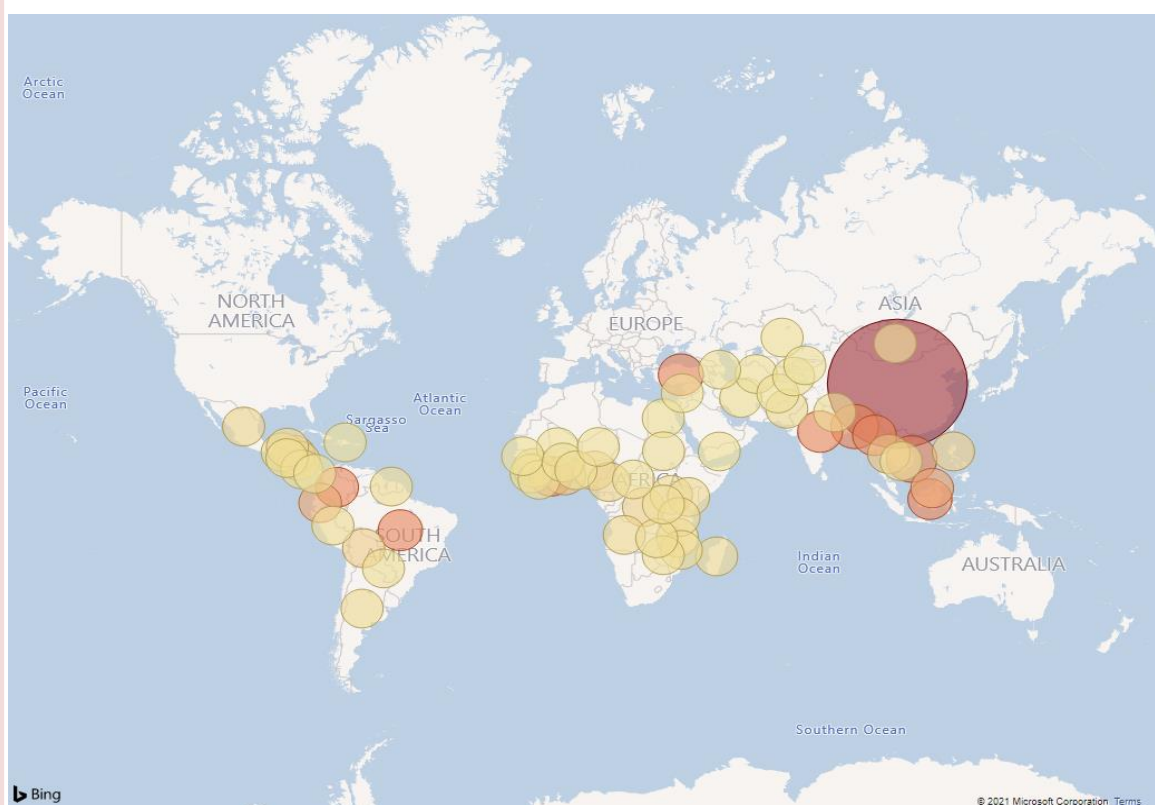 Arctic
Ocean
NORTH
AMERICA
EUROPE
ASIA
Pacific
Ocean
Atlantic
Ocean
Sargasso
Sea
AFRICA
SOUTH
AMERICA
Indian
Ocean
AUSTRALIA
Southern Ocean
Bing
© 2021 Microsoft Corporation Terms